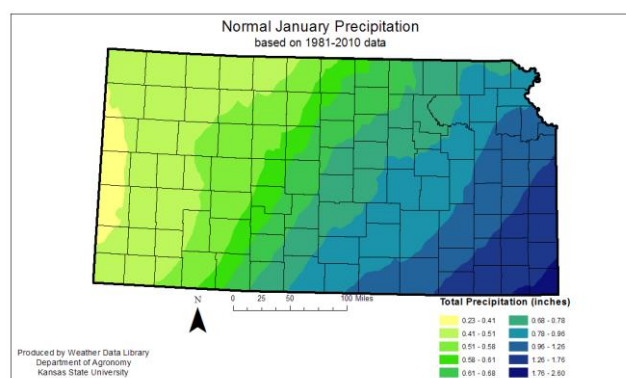 Normal January Precipitation
based on 1981-2010 data
N
0 25 50 100 Miles
Total Precipitation (inches)
0.23 - 0.41
0.41 - 0.51
0.51 - 0.58
0.58 - 0.61
0.61 - 0.68
0.68 - 0.78
0.78 - 0.96
0.96 - 1.26
1.26 - 1.76
1.76 - 2.60
Produced by Weather Data Library
Department of Agronomy
Kansas State University